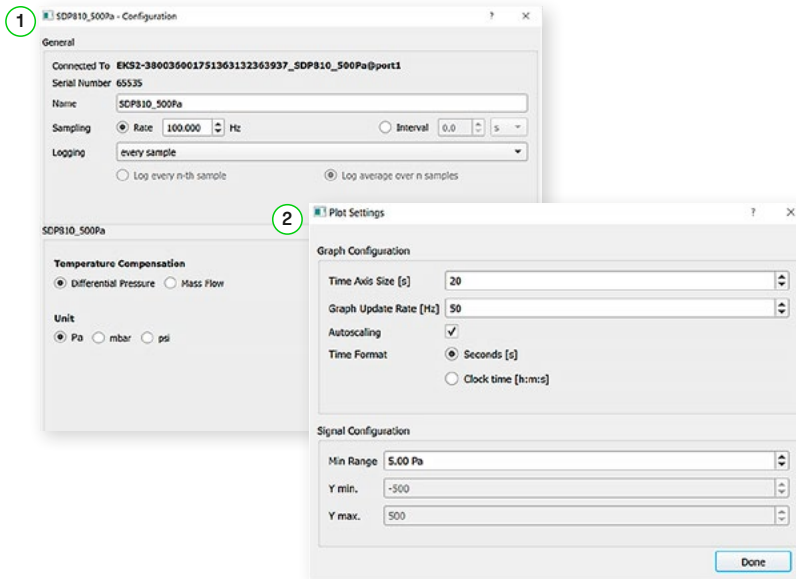 1
SDP810_500Pa - Configuration
General
Connected To EKS2-380036001751363132363937_SDP810_500Pa@port1
Serial Number 65535
Name SDP810_500Pa
Sampling Rate 100.000 Hz Interval 0,0 s
Logging every sample
Log every n-th sample Log average over n samples
SDP810_500Pa
Temperature Compensation
Differential Pressure Mass Flow
Unit
Pa mbar psi
2
Plot Settings
Graph Configuration
Time Axis Size [s] 20
Graph Update Rate [Hz] 50
Autoscaling
Time Format Seconds [s]
Clock time [h:m:s]
Signal Configuration
Min Range 5.00 Pa
Y min. -500
Y max. 500
Done